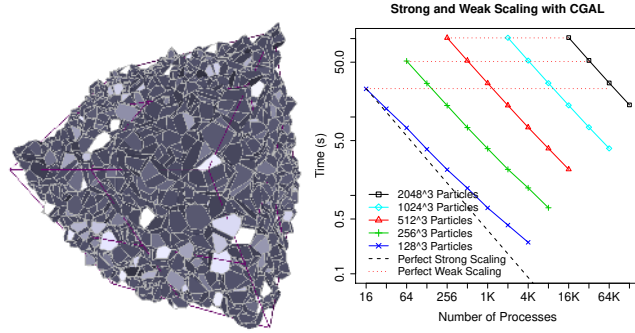 Strong and Weak Scaling with CGAL
Time (s)
50.0
5.0
0.5
0.1
2048^3 Particles
1024^3 Particles
512^3 Particles
256^3 Particles
128^3 Particles
Perfect Strong Scaling
Perfect Weak Scaling
16 64 256 1K 4K 16K 64K
Number of Processes